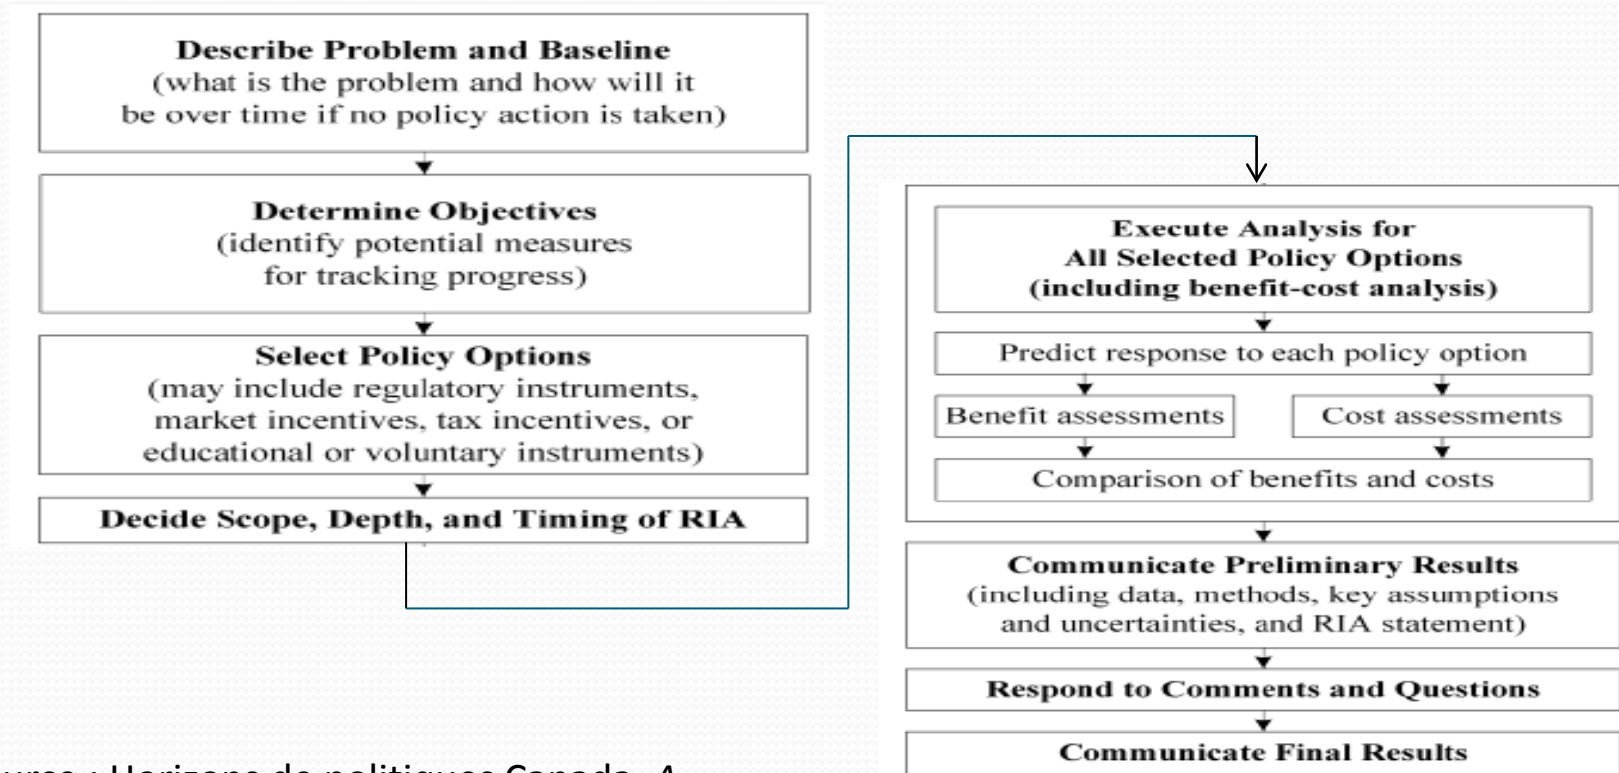 Describe Problem and Baseline
(what is the problem and how will it
be over time if no policy action is taken)
Determine Objectives
(identify potential measures
for tracking progress)
Select Policy Options
(may include regulatory instruments,
market incentives, tax incentives, or
educational or voluntary instruments)
Decide Scope, Depth, and Timing of RIA
Execute Analysis for
All Selected Policy Options
(including benefit-cost analysis)
Predict response to each policy option
Benefit assessments
Cost assessments
Comparison of benefits and costs
Communicate Preliminary Results
(including data, methods, key assumptions
and uncertainties, and RIA statement)
Respond to Comments and Questions
Communicate Final Results
: Horizons de politiques Canada, A